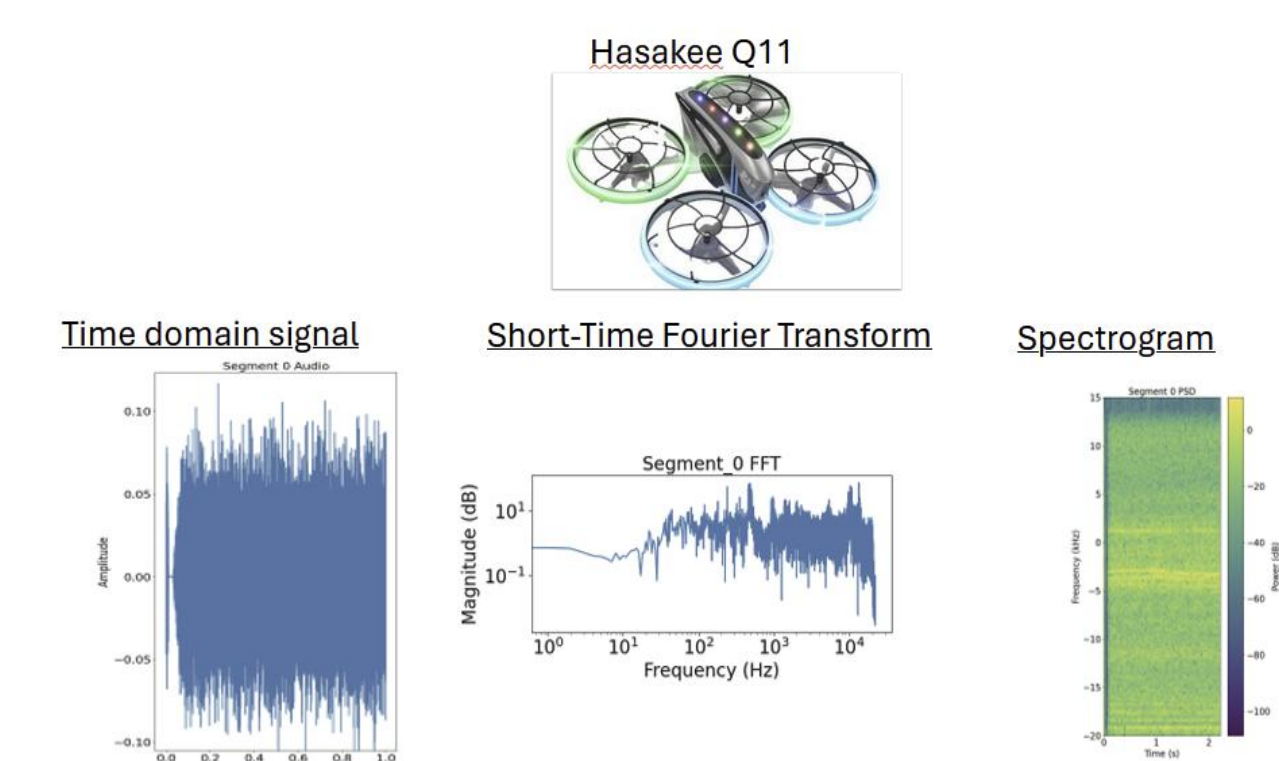 Hasakee Q11
Time domain signal
Short-Time Fourier Transform
Spectrogram
Segment 0 Audio
0.10
0.05
0.00
−0.05
−0.10
Amplitude
0.0 0.2 0.4 0.6 0.8 1.0
Segment_0 FFT
Magnitude (dB)
10¹
10⁻¹
10⁰ 10¹ 10² 10³ 10⁴
Frequency (Hz)
Segment 0 PSD
15
10
5
0
−5
−10
−15
−20
Frequency (kHz)
0 1 2
Time (s)
0
−20
−40
−60
−80
−100
Power (dB)